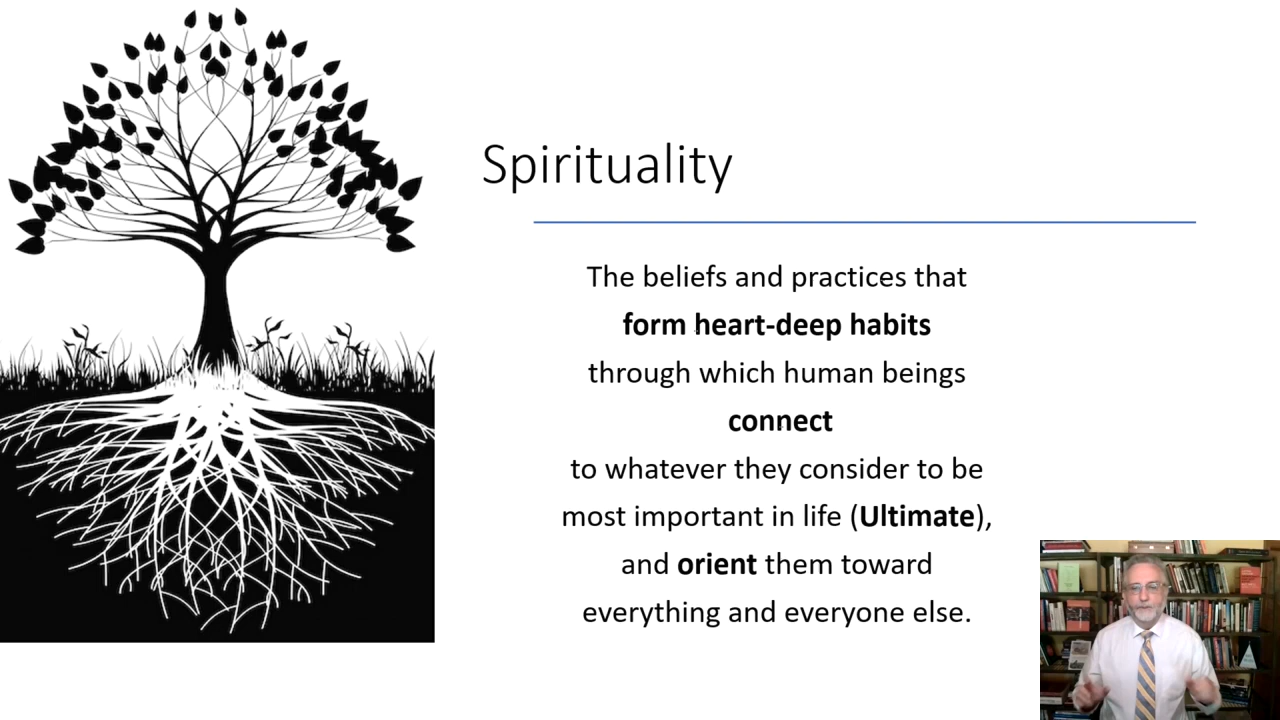 Spirituality
The beliefs and practices that
form heart-deep habits
through which human beings
connect
to whatever they consider to be
most important in life (Ultimate),
and orient them toward
everything and everyone else.